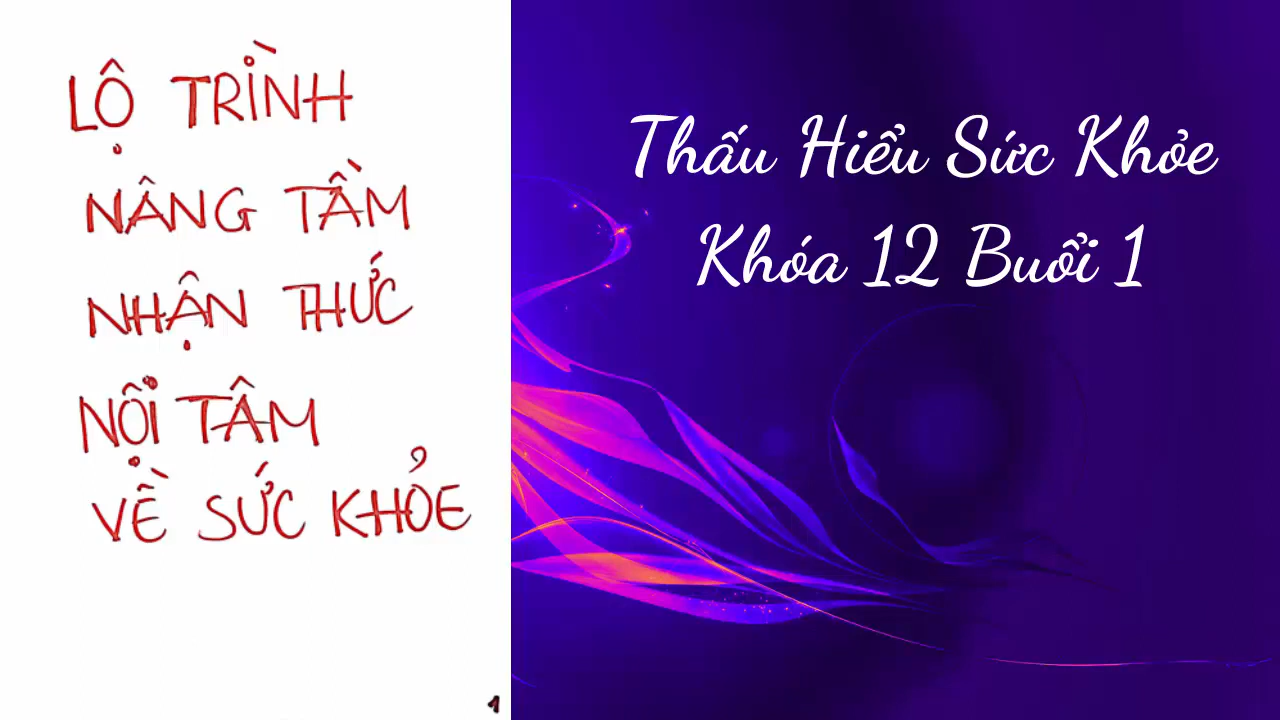 LỘ TRÌNH
NÂNG TẦM
NHẬN THỨC
NỘI TÂM
VỀ SỨC KHỎE
1
Thấu Hiểu Sức Khỏe
Khóa 12 Buổi 1